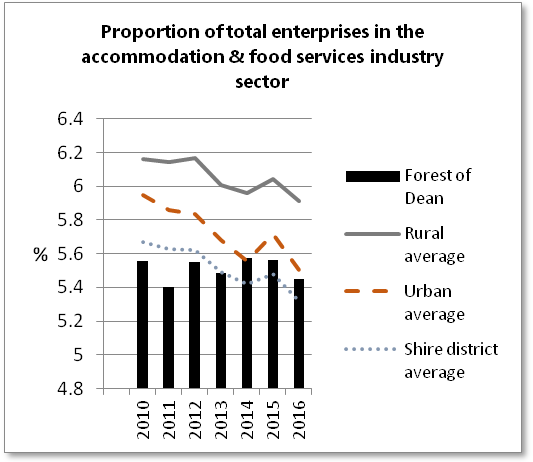 Proportion of total enterprises in the
accommodation & food services industry
sector
6.4
6.2
6
5.8
5.6
5.4
5.2
5
4.8
%
2010
2011
2012
2013
2014
2015
2016
Forest of
Dean
Rural
average
Urban
average
Shire district
average